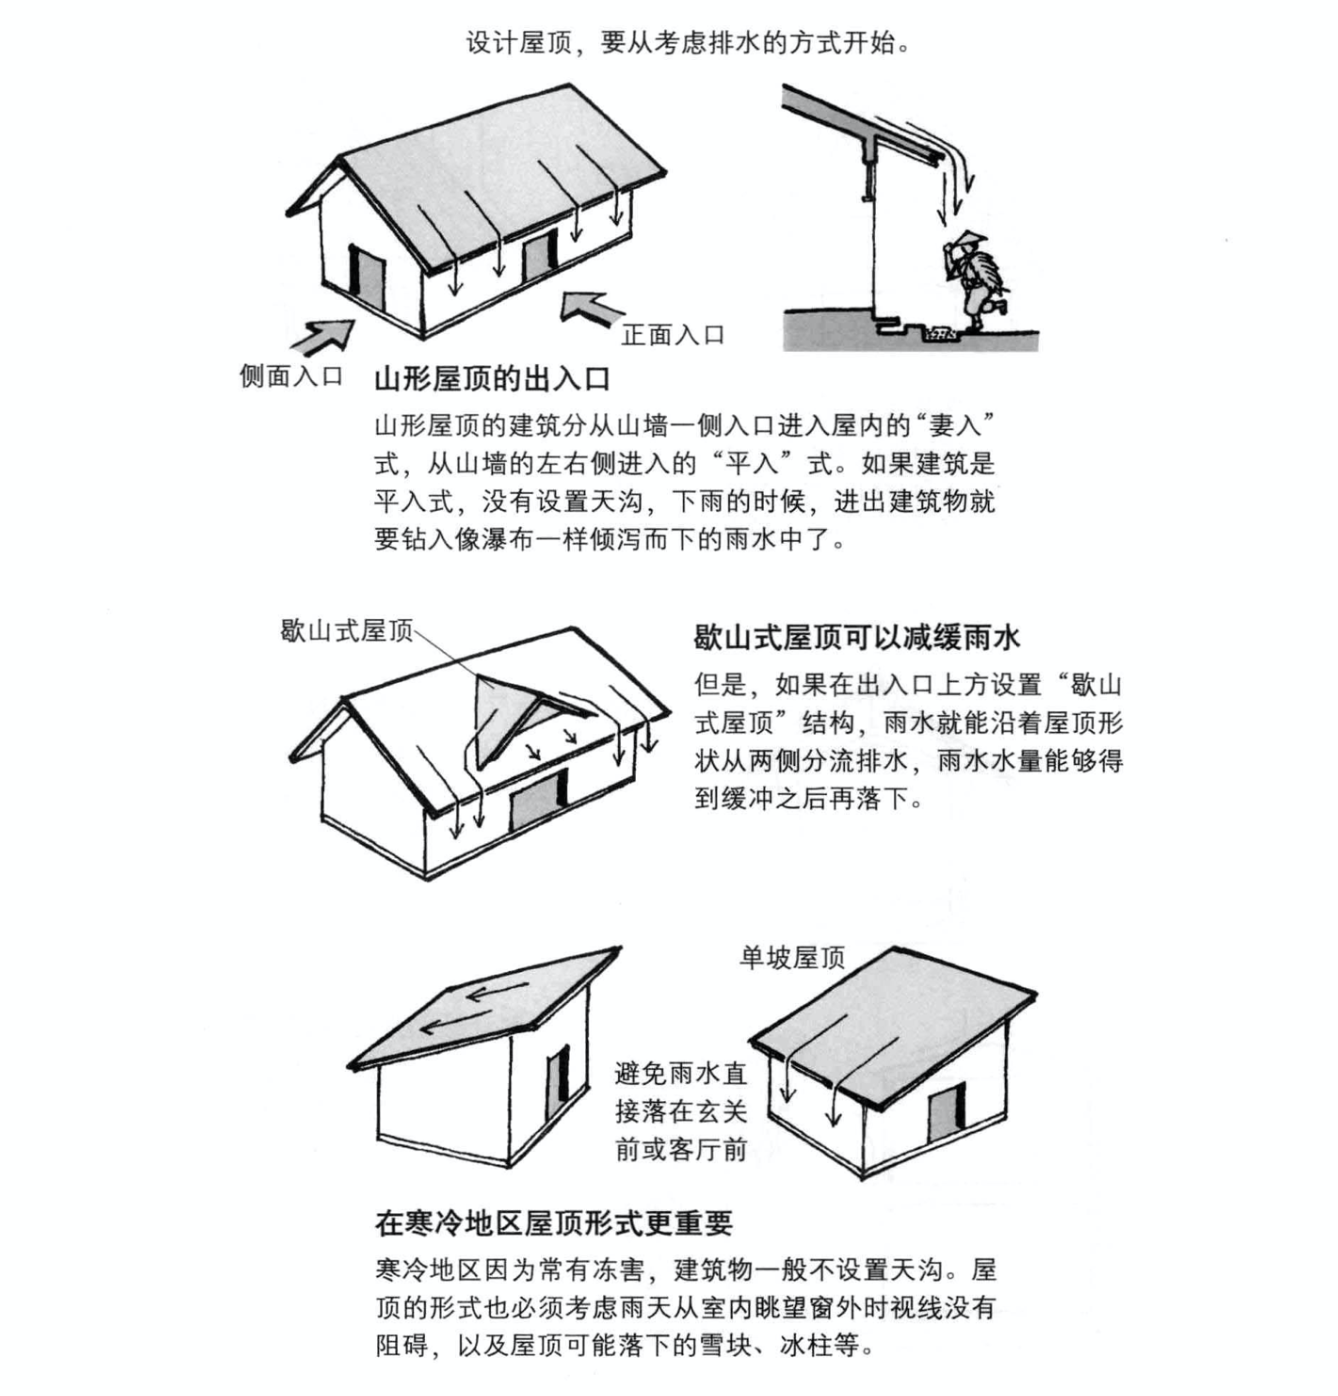 设计屋顶，要从考虑排水的方式开始。
正面入口
侧面入口
山形屋顶的出入口
山形屋顶的建筑分从山墙一侧入口进入屋内的“妻入”
式，从山墙的左右侧进入的“平入”式。如果建筑是
平入式，没有设置天沟，下雨的时候，进出建筑物就
要钻入像瀑布一样倾泻而下的雨水中了。
歇山式屋顶
歇山式屋顶可以减缓雨水
但是，如果在出入口上方设置“歇山
式屋顶”结构，雨水就能沿着屋顶形
状从两侧分流排水，雨水水量能够得
到缓冲之后再落下。
单坡屋顶
避免雨水直
接落在玄关
前或客厅前
在寒冷地区屋顶形式更重要
寒冷地区因为常有冻害，建筑物一般不设置天沟。屋
顶的形式也必须考虑雨天从室内眺望窗外时视线没有
阻碍，以及屋顶可能落下的雪块、冰柱等。